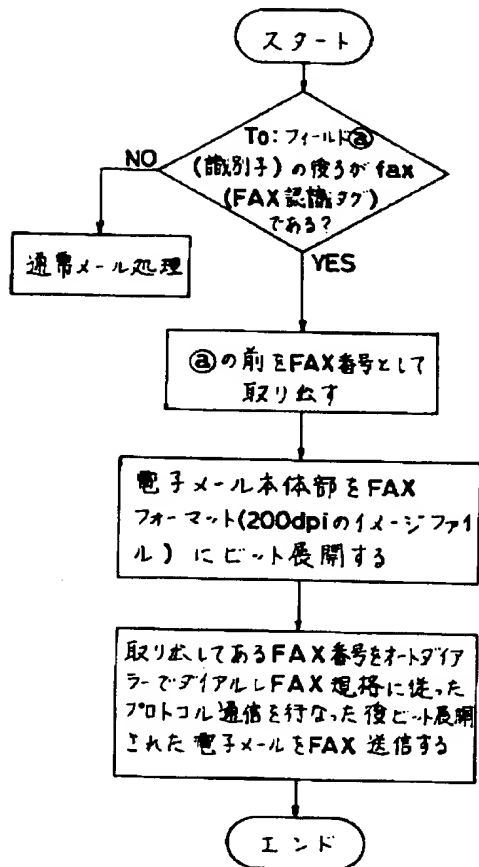 スタート
To: フィールドⓐ
(識別子)の後ろが fax
(FAX認識タグ)
である?
NO
YES
通常メール処理
ⓐの前をFAX番号として
取り出す
電子メール本体部をFAX
フォーマット(200dpiのイメージファイ
ル)にビット展開する
取り出してあるFAX番号をオートダイア
ラーでダイアルしFAX規格に従った
プロトコル通信を行なった後ビット展開
された電子メールをFAX送信する
エンド